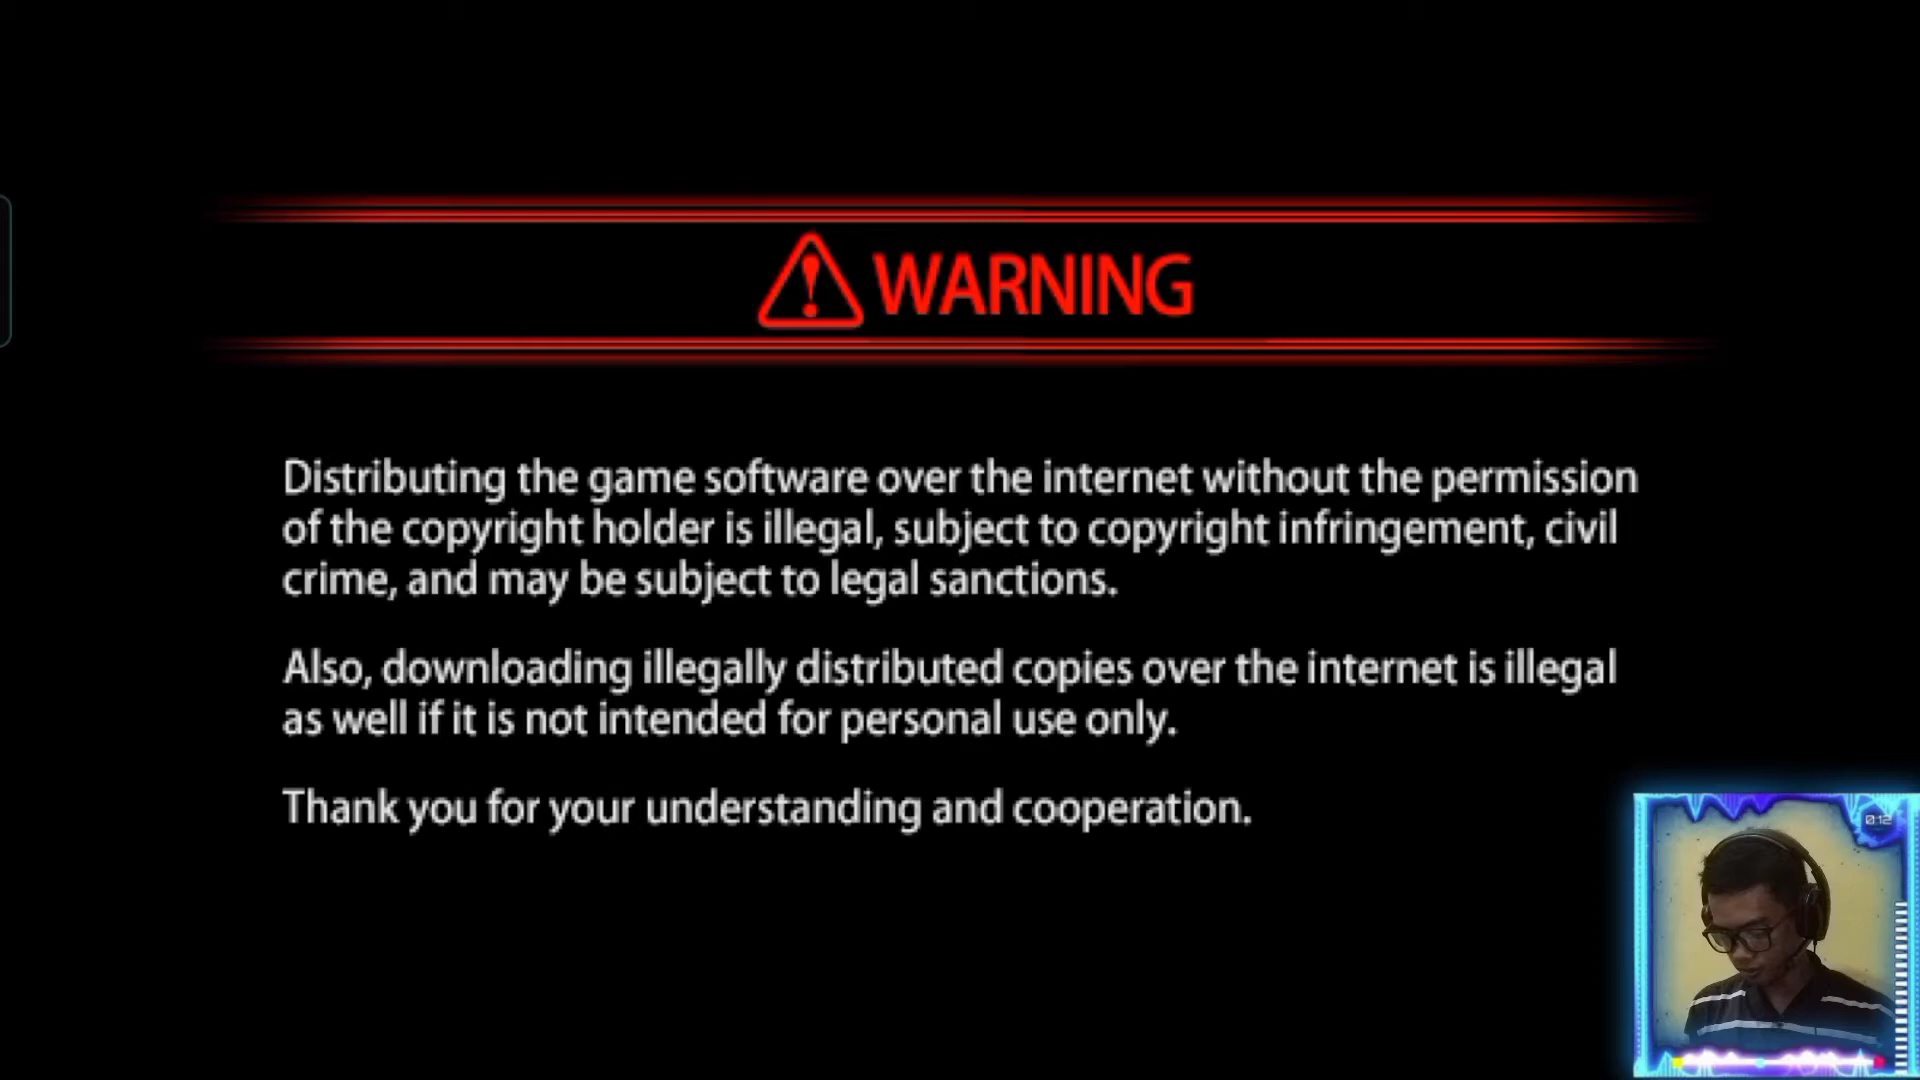 WARNING
Distributing the game software over the internet without the permission
of the copyright holder is illegal, subject to copyright infringement, civil
crime, and may be subject to legal sanctions.
Also, downloading illegally distributed copies over the internet is illegal
as well if it is not intended for personal use only.
Thank you for your understanding and cooperation.
0:12